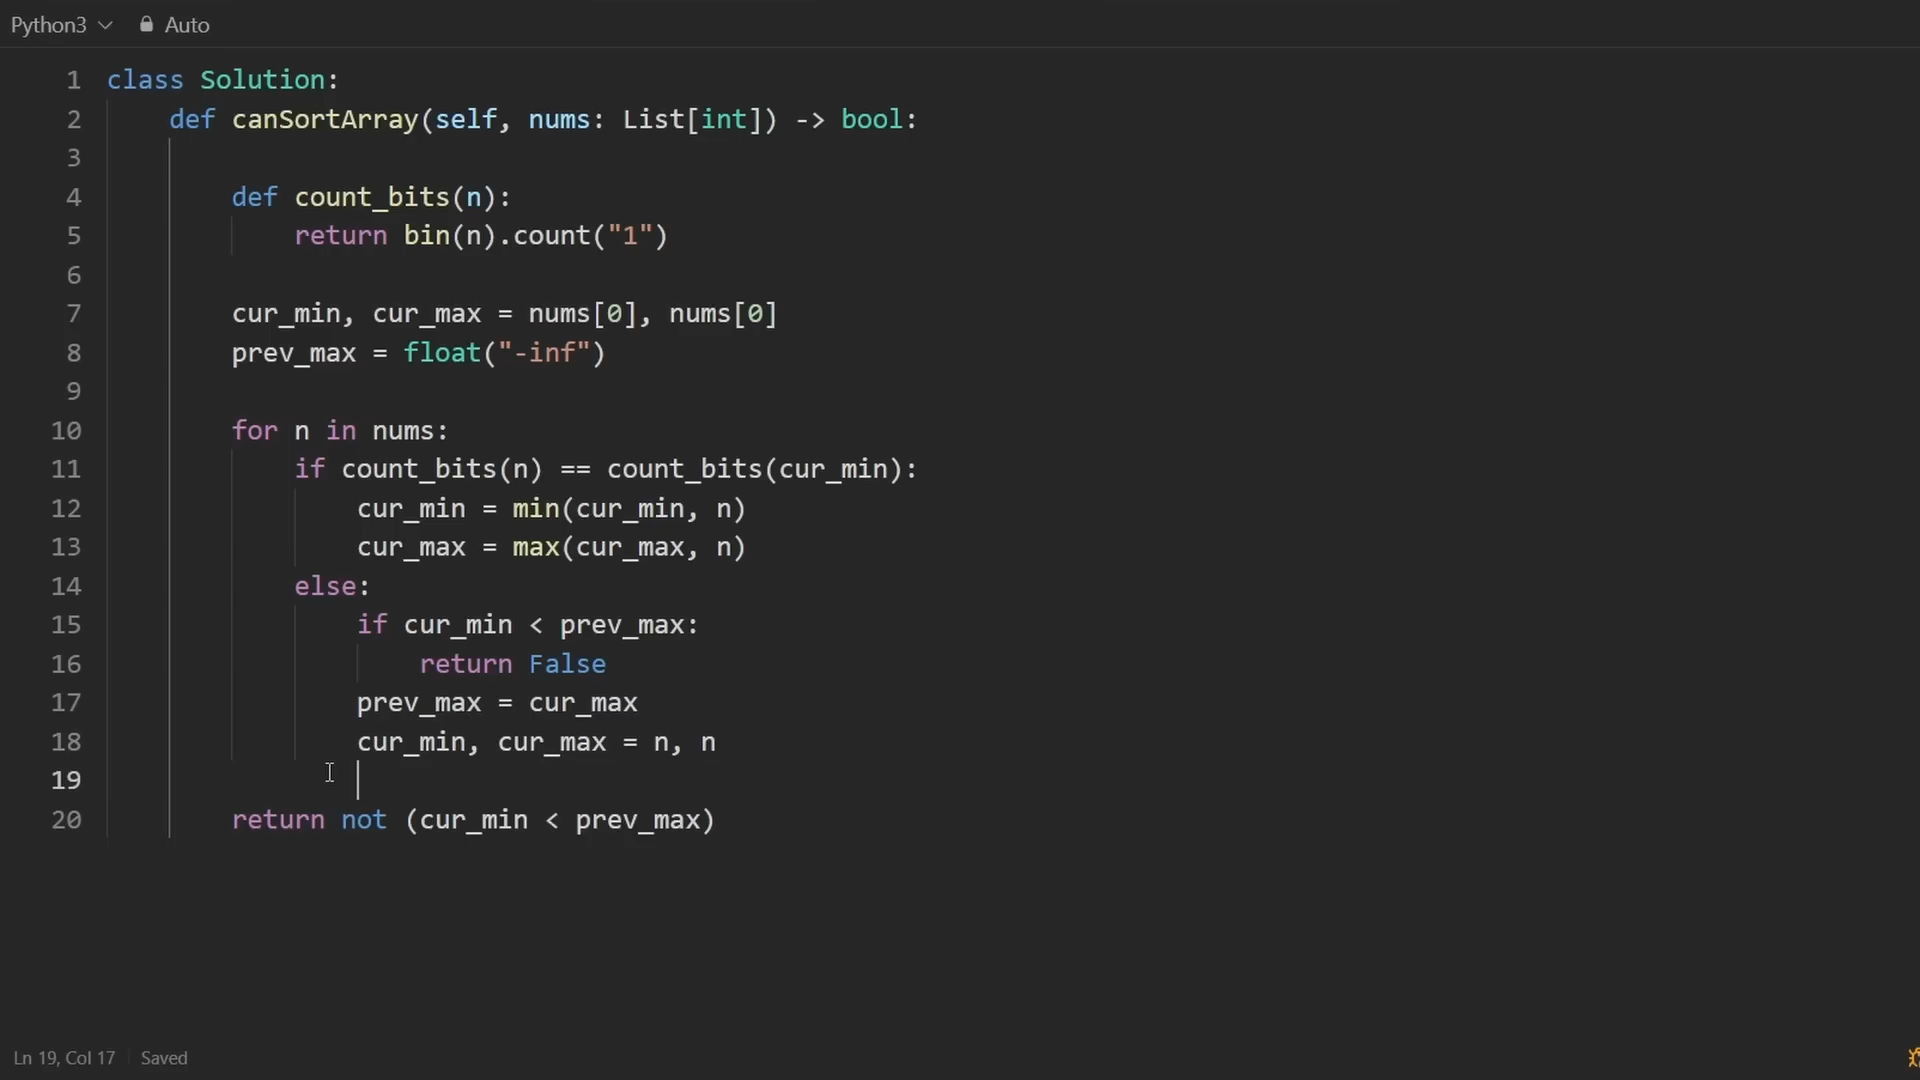 Python3 Auto
1 class Solution:
2 def canSortArray(self, nums: List[int]) -> bool:
3
4 def count_bits(n):
5 return bin(n).count("1")
6
7 cur_min, cur_max = nums[0], nums[0]
8 prev_max = float("-inf")
9
10 for n in nums:
11 if count_bits(n) == count_bits(cur_min):
12 cur_min = min(cur_min, n)
13 cur_max = max(cur_max, n)
14 else:
15 if cur_min < prev_max:
16 return False
17 prev_max = cur_max
18 cur_min, cur_max = n, n
19
20 return not (cur_min < prev_max)
Ln 19, Col 17 Saved